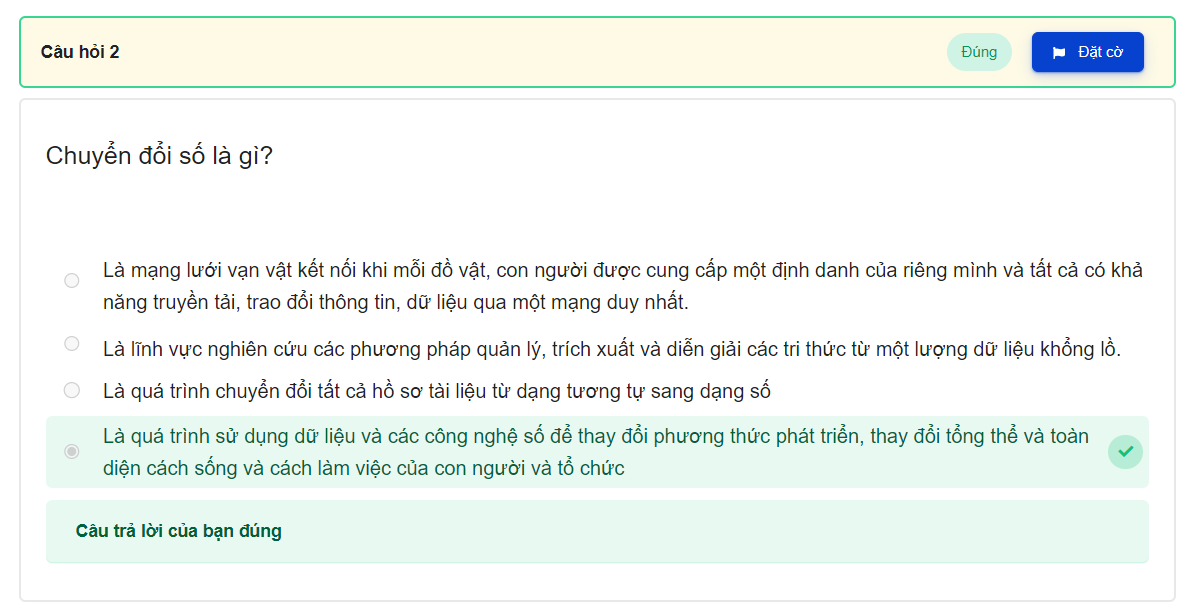 Câu hỏi 2
Đúng
Đặt cờ
Chuyển đổi số là gì?
Là mạng lưới vạn vật kết nối khi mỗi đồ vật, con người được cung cấp một định danh của riêng mình và tất cả có khả
năng truyền tải, trao đổi thông tin, dữ liệu qua một mạng duy nhất.
Là lĩnh vực nghiên cứu các phương pháp quản lý, trích xuất và diễn giải các tri thức từ một lượng dữ liệu khổng lồ.
Là quá trình chuyển đổi tất cả hồ sơ tài liệu từ dạng tương tự sang dạng số
Là quá trình sử dụng dữ liệu và các công nghệ số để thay đổi phương thức phát triển, thay đổi tổng thể và toàn
diện cách sống và cách làm việc của con người và tổ chức
Câu trả lời của bạn đúng